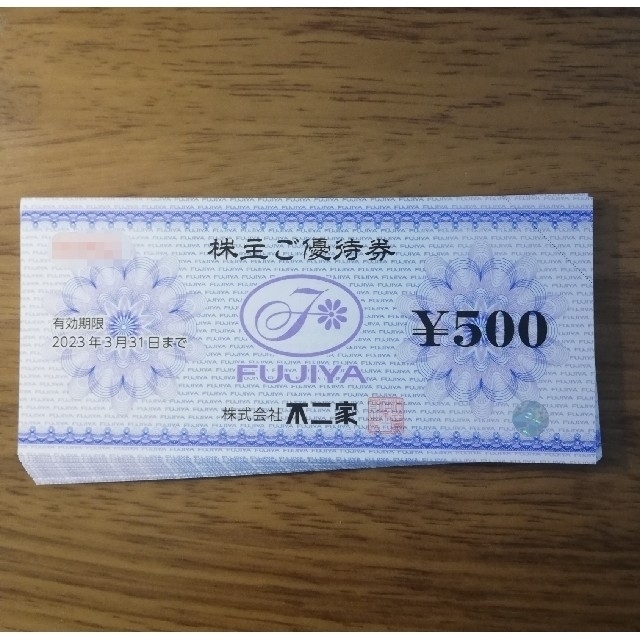 株主ご優待券
有効期限
2023年3月31日まで
¥500
FUJIYA
株式会社不二家